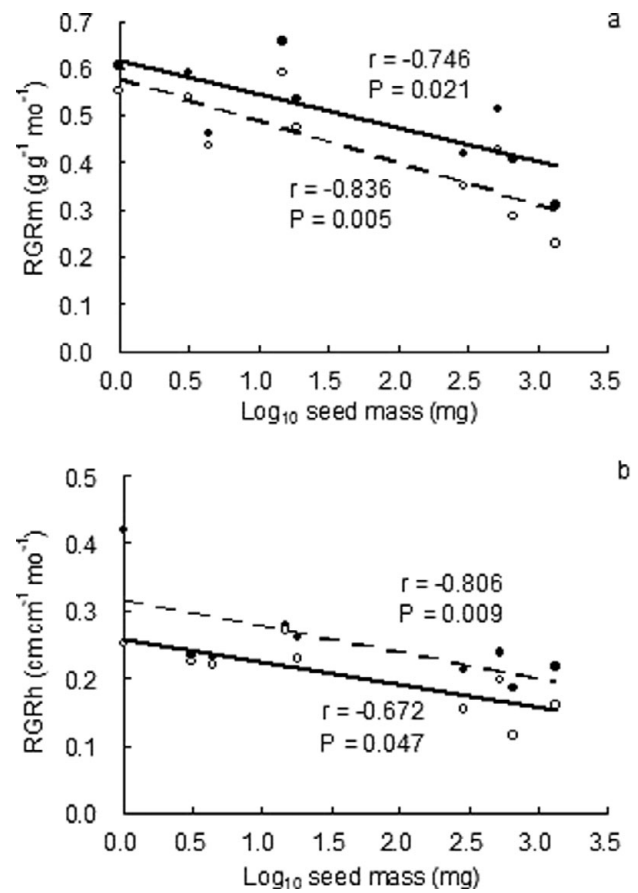 a
0.7
0.6
0.5
0.4
0.3
0.2
0.1
0.0
RGRm (g g⁻¹ mo⁻¹)
r = -0.746
P = 0.021
r = -0.836
P = 0.005
0.0 0.5 1.0 1.5 2.0 2.5 3.0 3.5
Log₁₀ seed mass (mg)
b
0.5
0.4
0.3
0.2
0.1
0.0
RGRh (cm cm⁻¹ mo⁻¹)
r = -0.806
P = 0.009
r = -0.672
P = 0.047
0.0 0.5 1.0 1.5 2.0 2.5 3.0 3.5
Log₁₀ seed mass (mg)